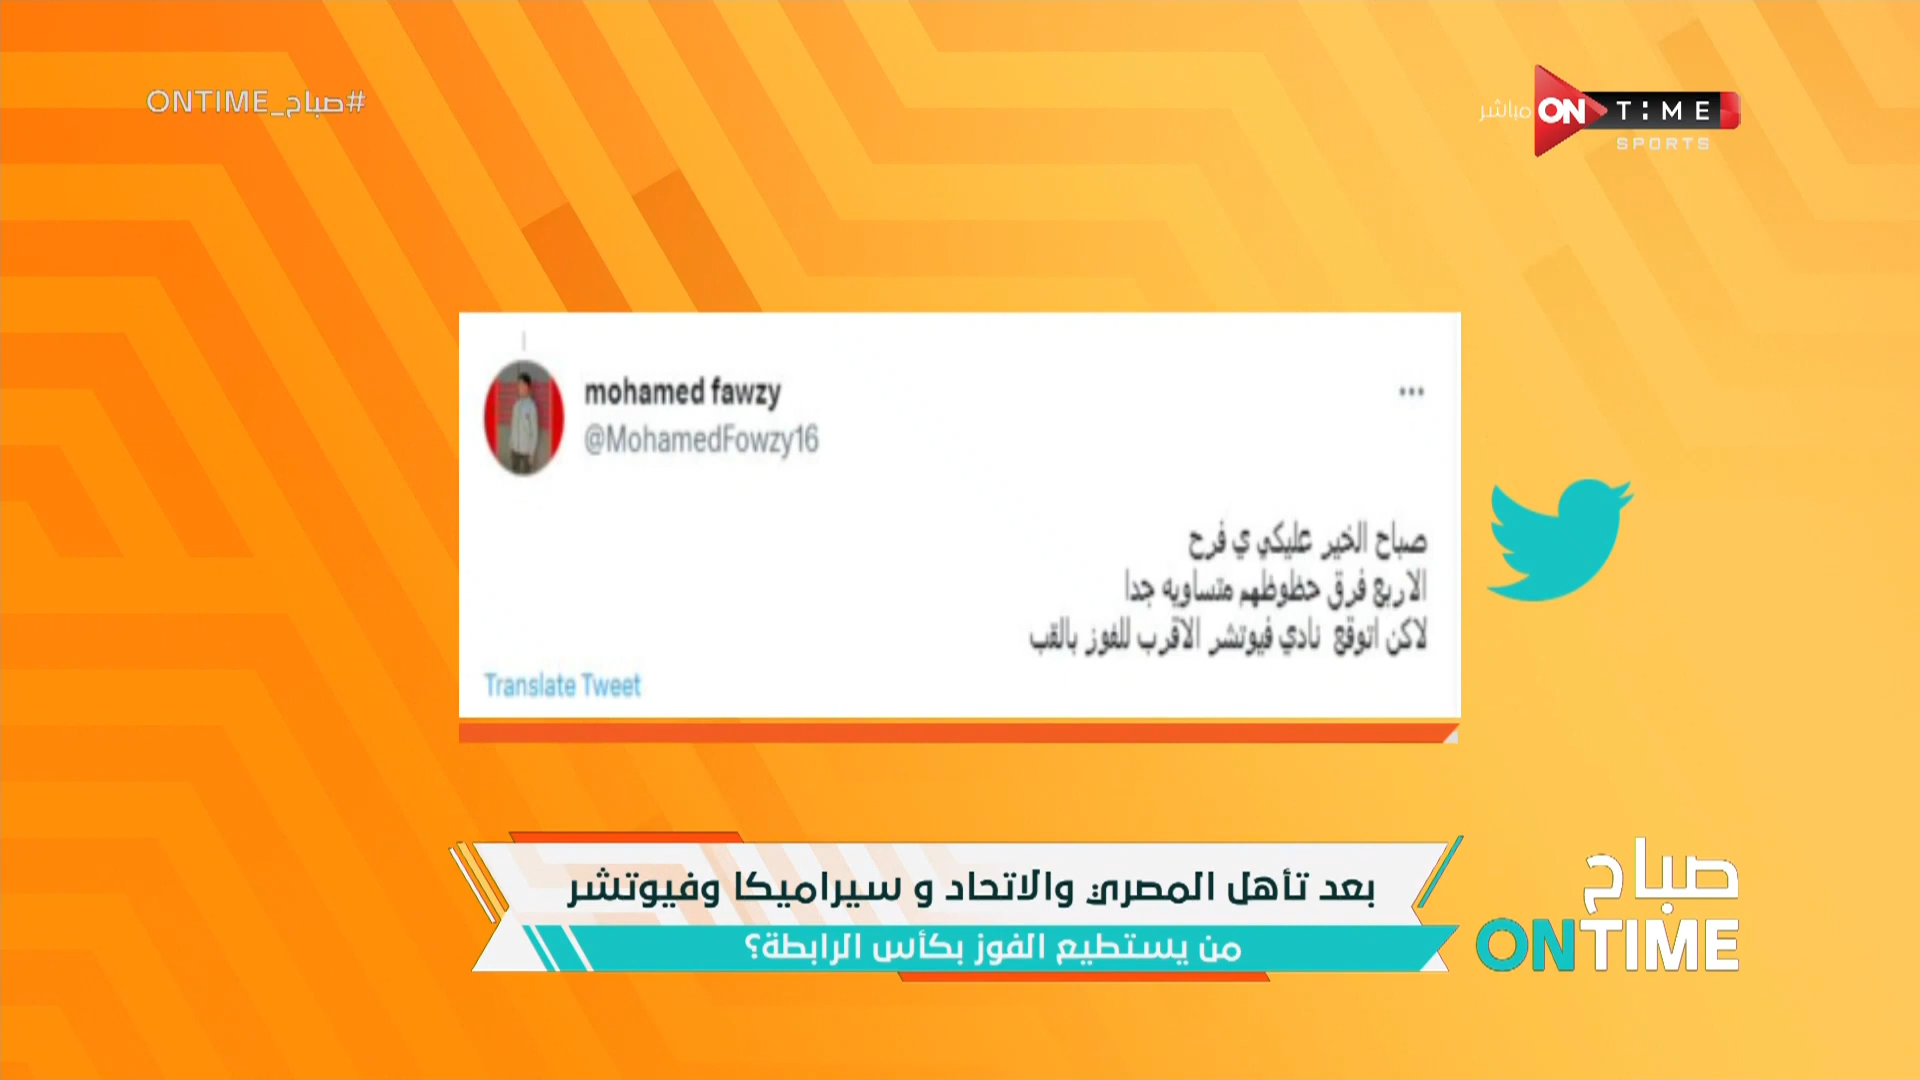 #صباح_ONTIME
مباشر ON TIME
SPORTS
mohamed fawzy
@MohamedFowzy16
صباح الخير عليكي ي فرح
الاربع فرق حظوظهم متساويه جدا
لاكن اتوقع نادي فيوتشر الاقرب للفوز بالقب
Translate Tweet
بعد تأهل المصري والاتحاد و سيراميكا وفيوتشر
من يستطيع الفوز بكأس الرابطة؟
صباح
ONTIME